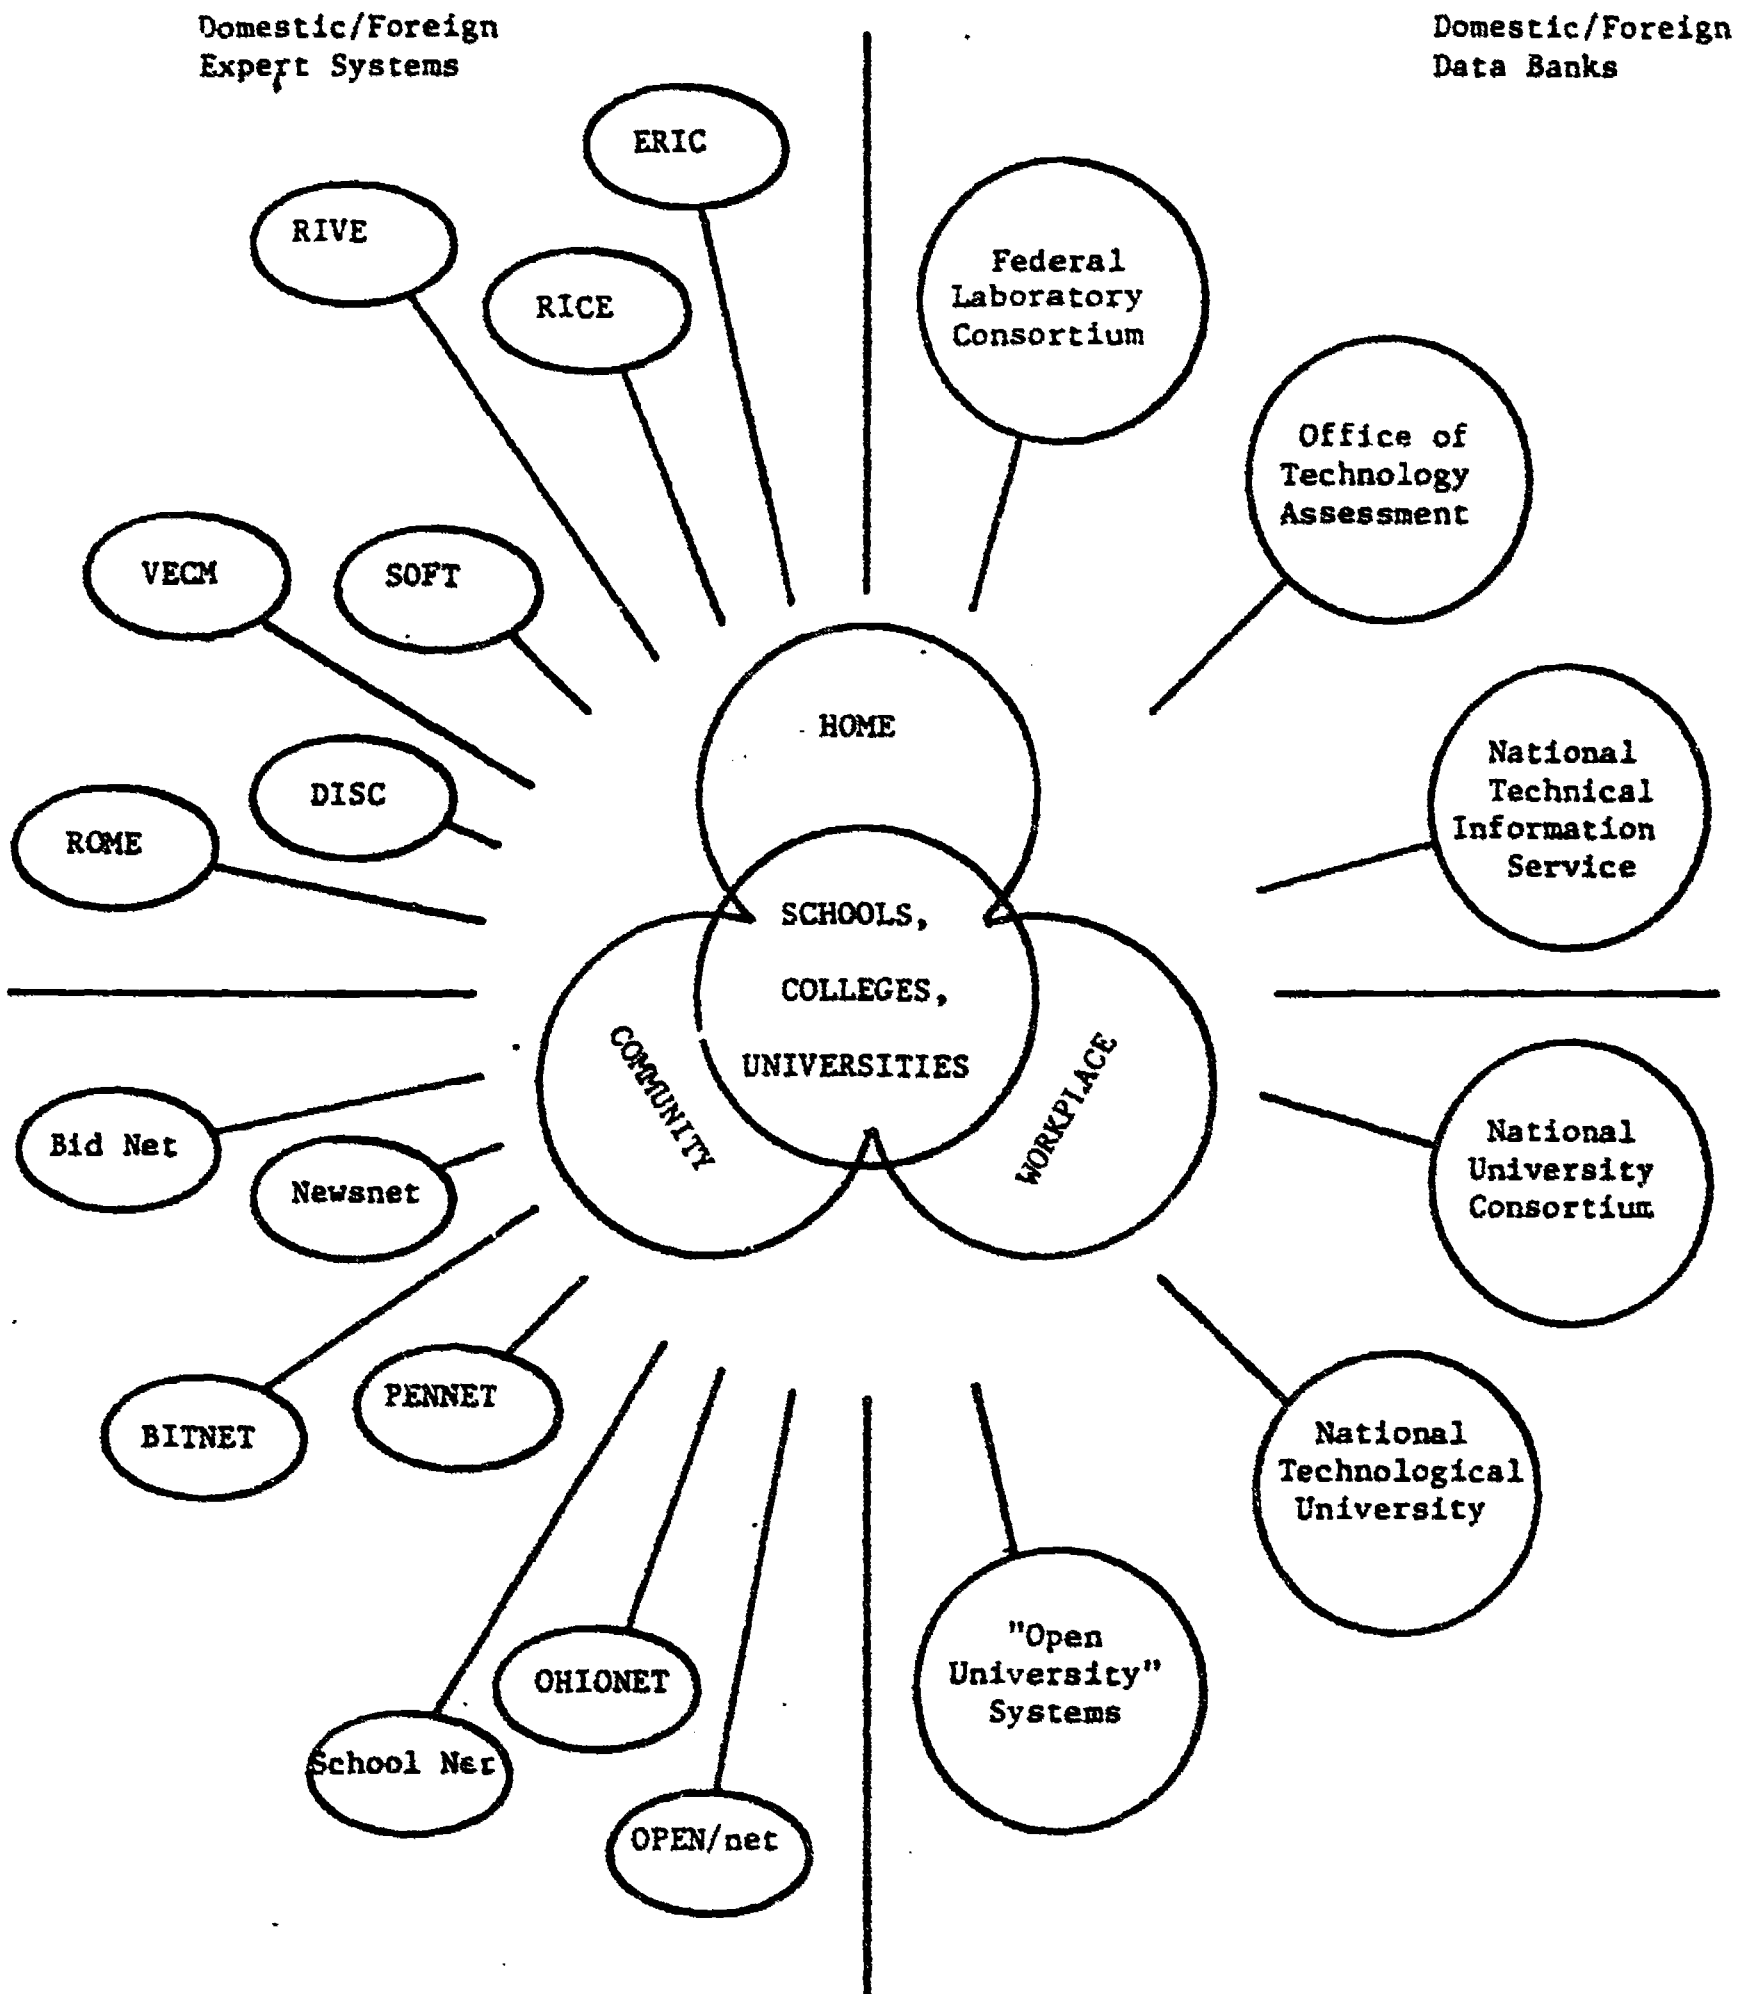 Domestic/Foreign
Expert Systems
Domestic/Foreign
Data Banks
ERIC
RIVE
RICE
Federal
Laboratory
Consortium
Office of
Technology
Assessment
VECM
SOFT
HOME
National
Technical
Information
Service
DISC
ROME
SCHOOLS,
COLLEGES,
UNIVERSITIES
COMMUNITY
WORKPLACE
Bid Net
Newsnet
National
University
Consortium
BITNET
PENNET
National
Technological
University
"Open
University"
Systems
OHIONET
School Net
OPEN/net